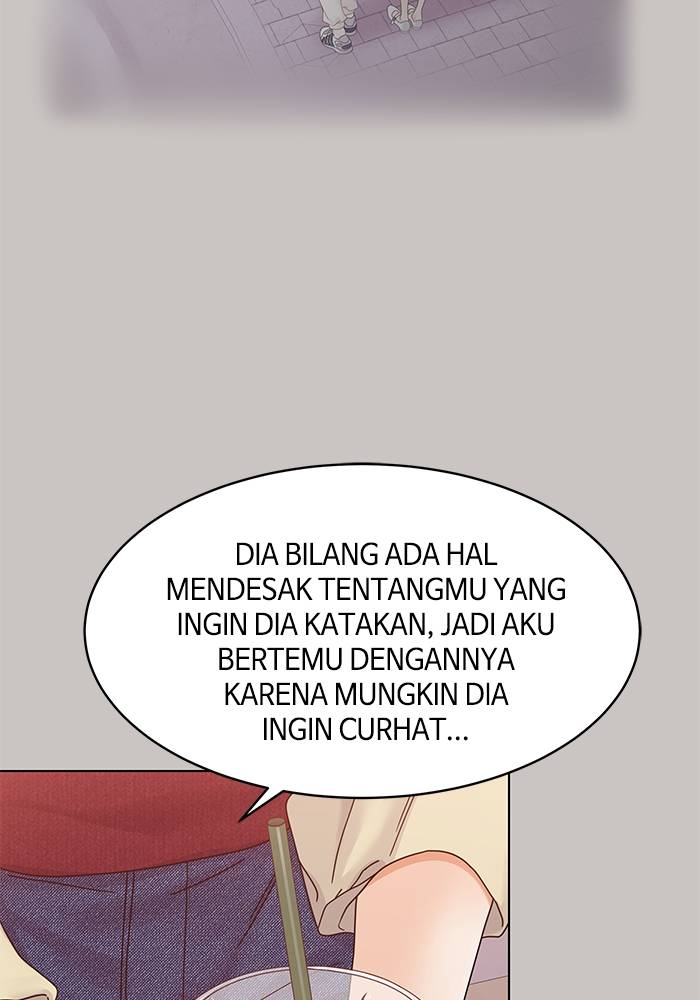 DIA BILANG ADA HAL
MENDESAK TENTANGMU YANG
INGIN DIA KATAKAN, JADI AKU
BERTEMU DENGANNYA
KARENA MUNGKIN DIA
INGIN CURHAT...